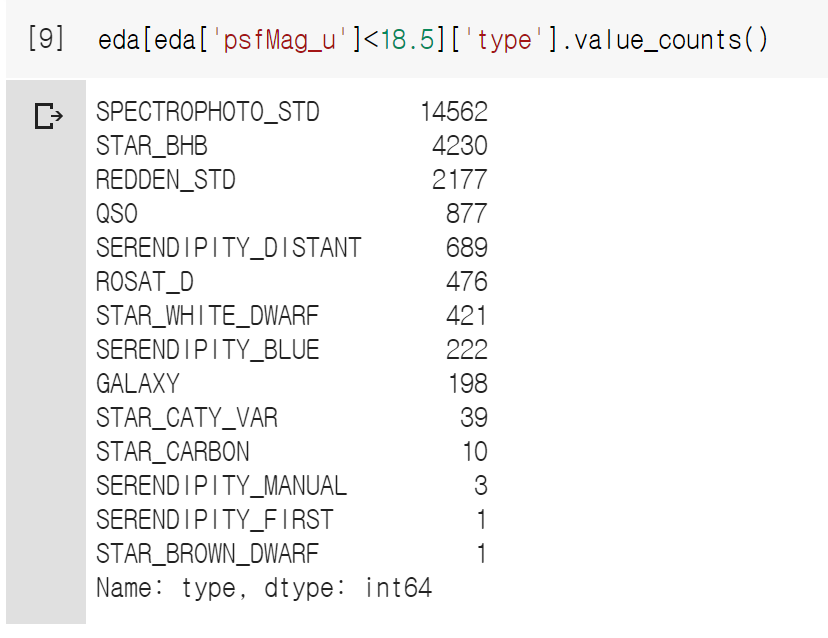 [9] eda[eda['psfMag_u']<18.5]['type'].value_counts()
SPECTROPHOTO_STD 14562
STAR_BHB 4230
REDDEN_STD 2177
QSO 877
SERENDIPITY_DISTANT 689
ROSAT_D 476
STAR_WHITE_DWARF 421
SERENDIPITY_BLUE 222
GALAXY 198
STAR_CATY_VAR 39
STAR_CARBON 10
SERENDIPITY_MANUAL 3
SERENDIPITY_FIRST 1
STAR_BROWN_DWARF 1
Name: type, dtype: int64